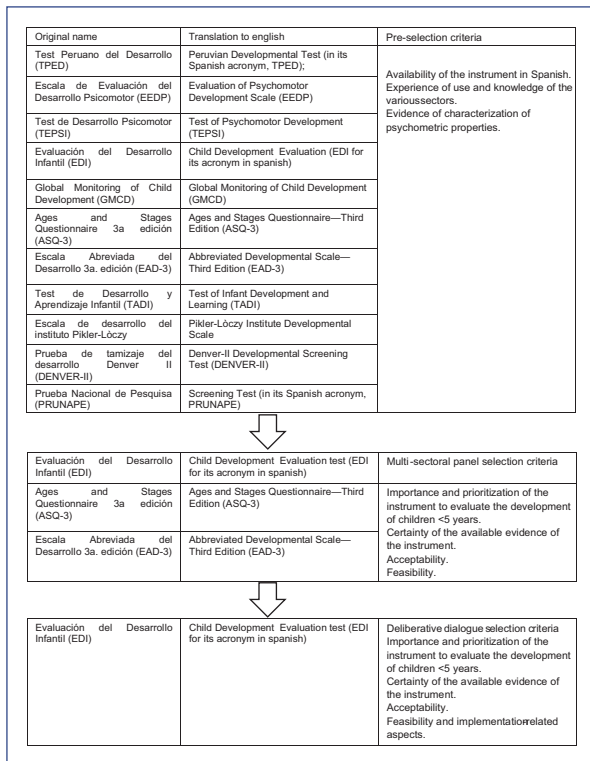 Original name
Translation to english
Pre-selection criteria
Test Peruano del Desarrollo
(TPED)
Peruvian Developmental Test (in its
Spanish acronym, TPED);
Availability of the instrument in Spanish.
Experience of use and knowledge of the
varioussectors.
Evidence of characterization of
psychometric properties.
Escala de Evaluación del
Desarrollo Psicomotor (EEDP)
Evaluation of Psychomotor
Development Scale (EEDP)
Test de Desarrollo Psicomotor
(TEPSI)
Test of Psychomotor Development
(TEPSI)
Evaluación del Desarrollo
Infantil (EDI)
Child Development Evaluation (EDI for
its acronym in spanish)
Global Monitoring of Child
Development (GMCD)
Global Monitoring of Child Development
(GMCD)
Ages and Stages
Questionnaire 3a edición
(ASQ-3)
Ages and Stages Questionnaire—Third
Edition (ASQ-3)
Escala Abreviada del
Desarrollo 3a. edición (EAD-3)
Abbreviated Developmental Scale—
Third Edition (EAD-3)
Test de Desarrollo y
Aprendizaje Infantil (TADI)
Test of Infant Development and
Learning (TADI)
Escala de desarrollo del
instituto Pikler-Lòczy
Pikler-Lòczy Institute Developmental
Scale
Prueba de tamizaje del
desarrollo Denver II
(DENVER-II)
Denver-II Developmental Screening
Test (DENVER-II)
Prueba Nacional de Pesquisa
(PRUNAPE)
Screening Test (in its Spanish acronym,
PRUNAPE)
Evaluación del Desarrollo
Infantil (EDI)
Child Development Evaluation test (EDI
for its acronym in spanish)
Multi-sectoral panel selection criteria
Ages and Stages
Questionnaire 3a edición
(ASQ-3)
Ages and Stages Questionnaire—Third
Edition (ASQ-3)
Importance and prioritization of the
instrument to evaluate the development
of children <5 years.
Certainty of the available evidence of
the instrument.
Acceptability.
Feasibility.
Escala Abreviada del
Desarrollo 3a. edición (EAD-3)
Abbreviated Developmental Scale—
Third Edition (EAD-3)
Evaluación del Desarrollo
Infantil (EDI)
Child Development Evaluation test (EDI
for its acronym in spanish)
Deliberative dialogue selection criteria
Importance and prioritization of the
instrument to evaluate the development
of children <5 years.
Certainty of the available evidence of
the instrument.
Acceptability.
Feasibility and implementation-related
aspects.